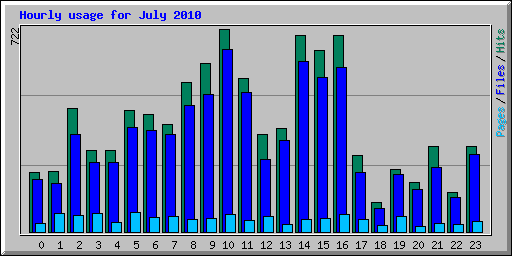 Hourly usage for July 2010
722
Pages/Files/Hits
0 1 2 3 4 5 6 7 8 9 10 11 12 13 14 15 16 17 18 19 20 21 22 23